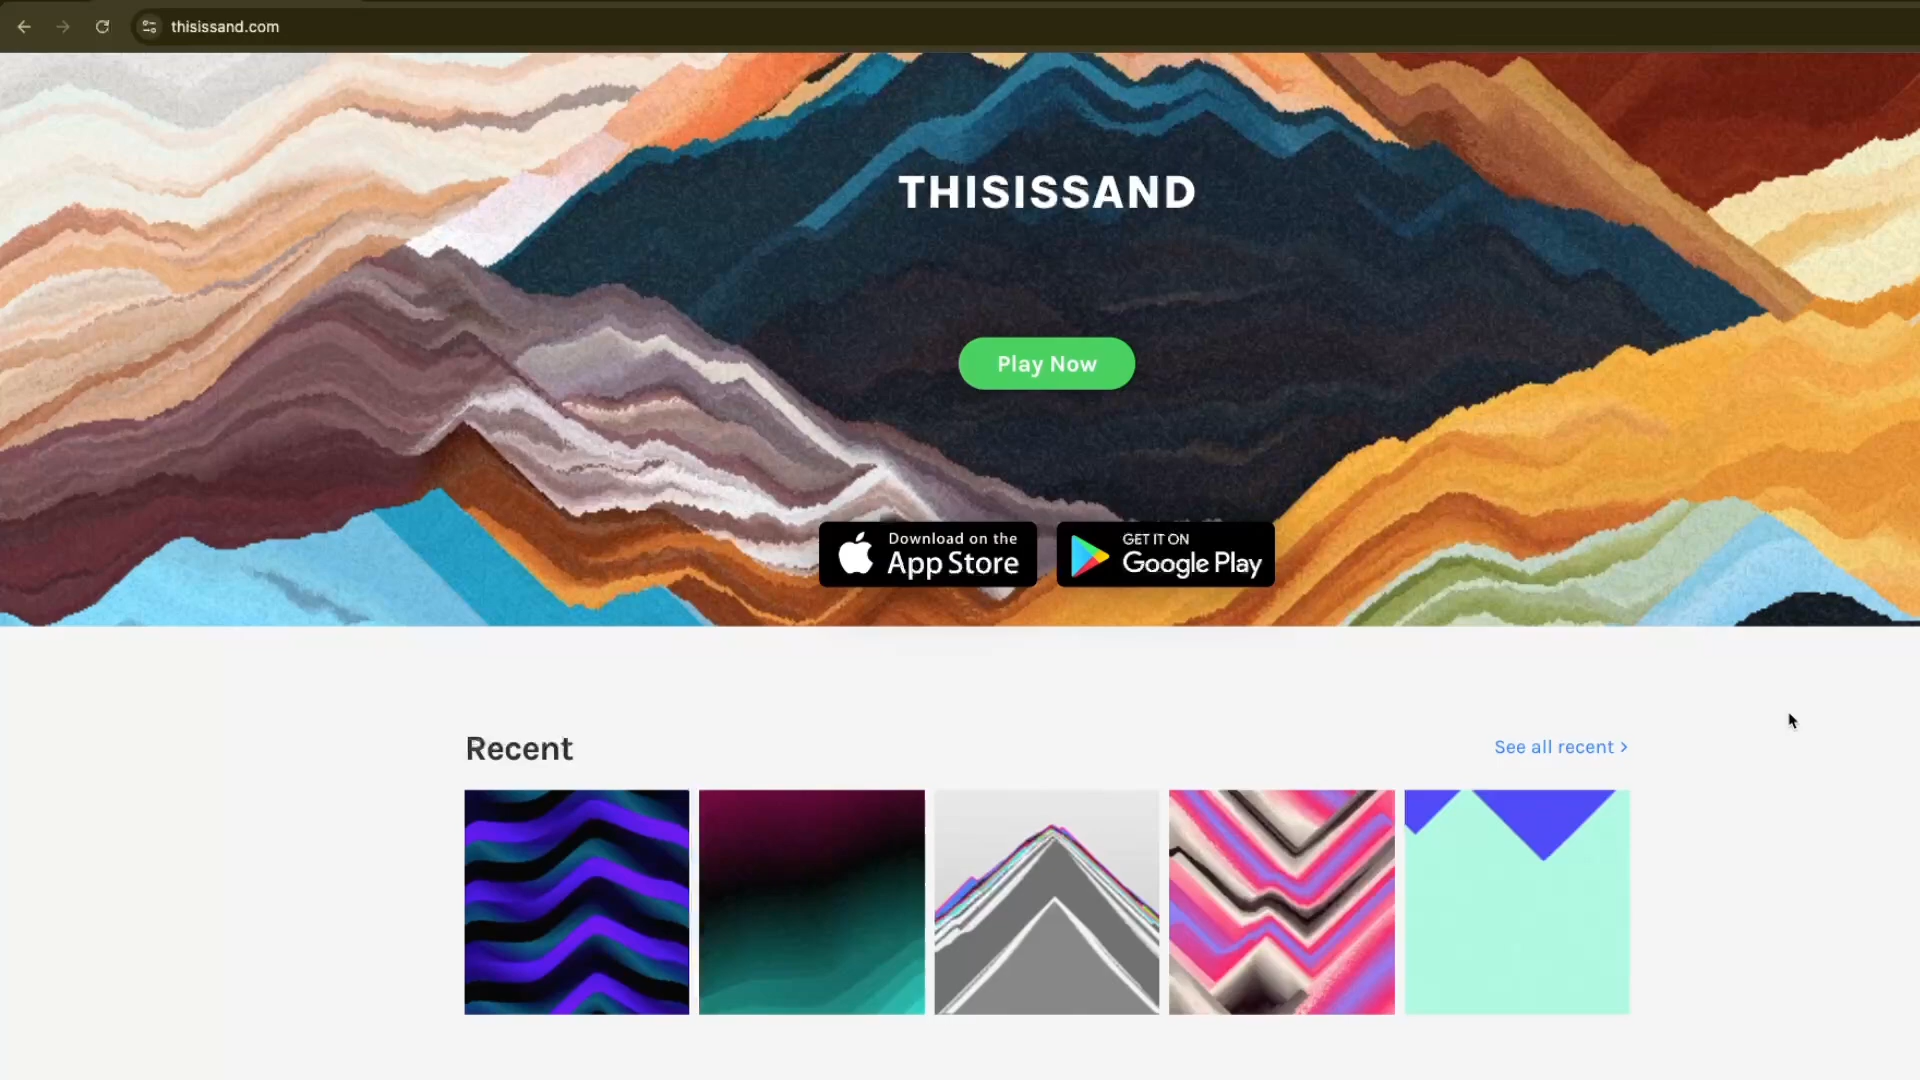 thisissand.com
THISISSAND
Play Now
Download on the
App Store
GET IT ON
Google Play
Recent
See all recent >